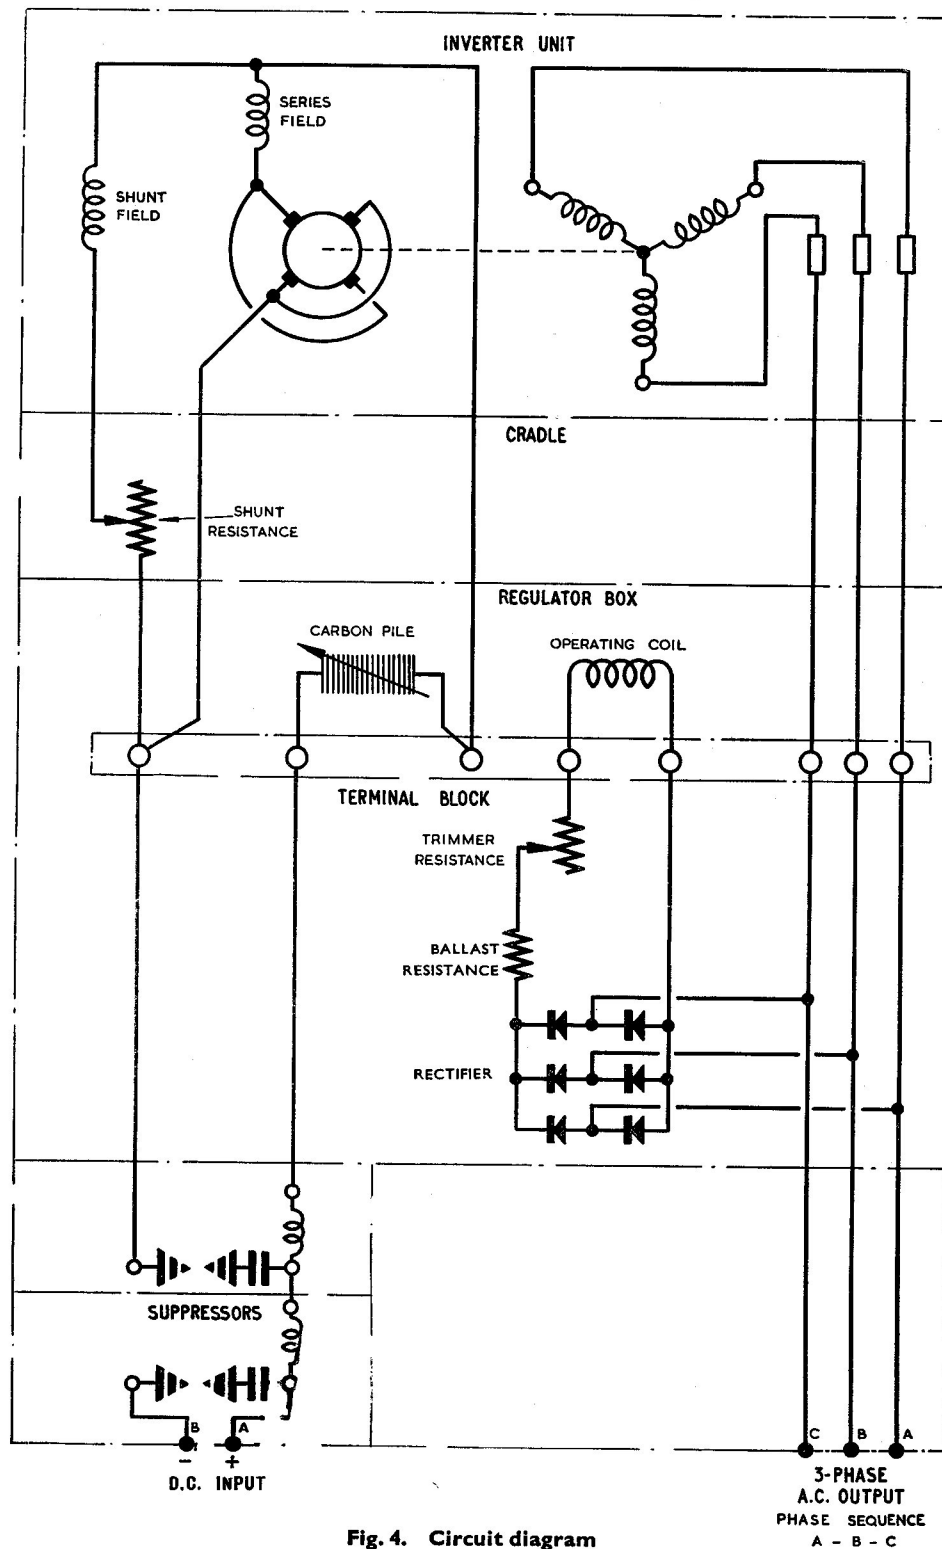 INVERTER UNIT
SERIES
FIELD
SHUNT
FIELD
CRADLE
SHUNT
RESISTANCE
REGULATOR BOX
CARBON PILE
OPERATING COIL
TERMINAL BLOCK
TRIMMER
RESISTANCE
BALLAST
RESISTANCE
RECTIFIER
SUPPRESSORS
B
A
C
B
A
- +
D.C. INPUT
3-PHASE
A.C. OUTPUT
PHASE SEQUENCE
A - B - C
Fig. 4. Circuit diagram